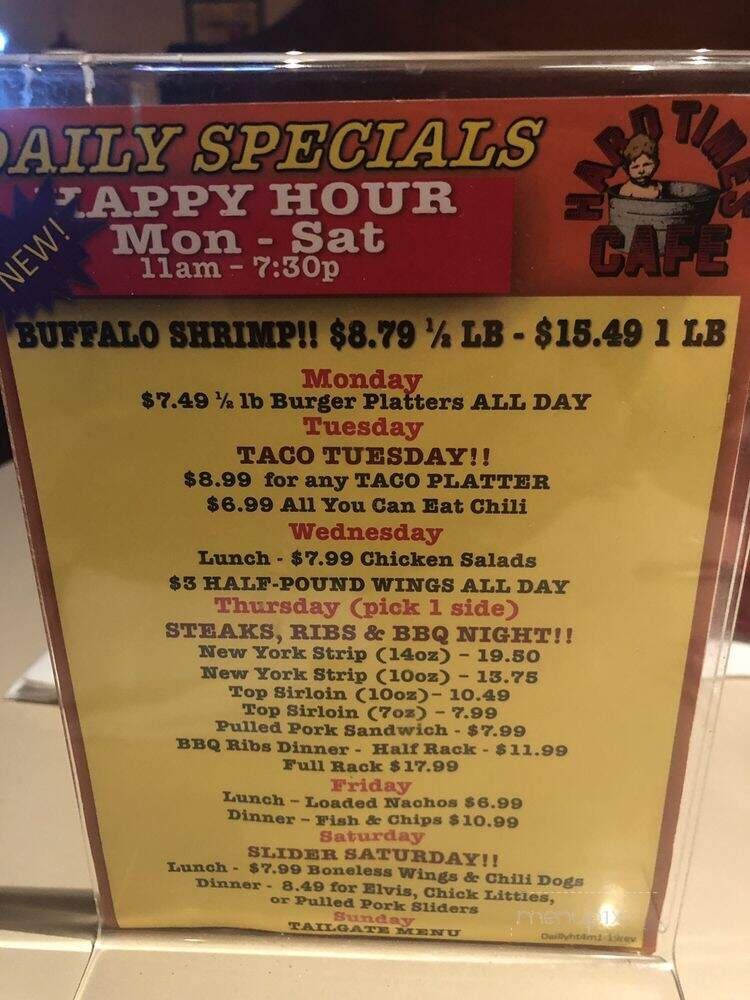 DAILY SPECIALS
HARD TIMES
CAFE
HAPPY HOUR
Mon - Sat
11am - 7:30p
NEW!
BUFFALO SHRIMP!! $8.79 ½ LB - $15.49 1 LB
Monday
$7.49 ½ lb Burger Platters ALL DAY
Tuesday
TACO TUESDAY!!
$8.99 for any TACO PLATTER
$6.99 All You Can Eat Chili
Wednesday
Lunch - $7.99 Chicken Salads
$3 HALF-POUND WINGS ALL DAY
Thursday (pick 1 side)
STEAKS, RIBS & BBQ NIGHT!!
New York Strip (14oz) - 19.50
New York Strip (10oz) - 13.75
Top Sirloin (10oz)- 10.49
Top Sirloin (7oz) - 7.99
Pulled Pork Sandwich - $7.99
BBQ Ribs Dinner - Half Rack - $11.99
Full Rack $17.99
Friday
Lunch - Loaded Nachos $6.99
Dinner - Fish & Chips $10.99
Saturday
SLIDER SATURDAY!!
Lunch - $7.99 Boneless Wings & Chili Dogs
Dinner - 8.49 for Elvis, Chick Litties,
or Pulled Pork Sliders
Sunday
TAILGATE MENU